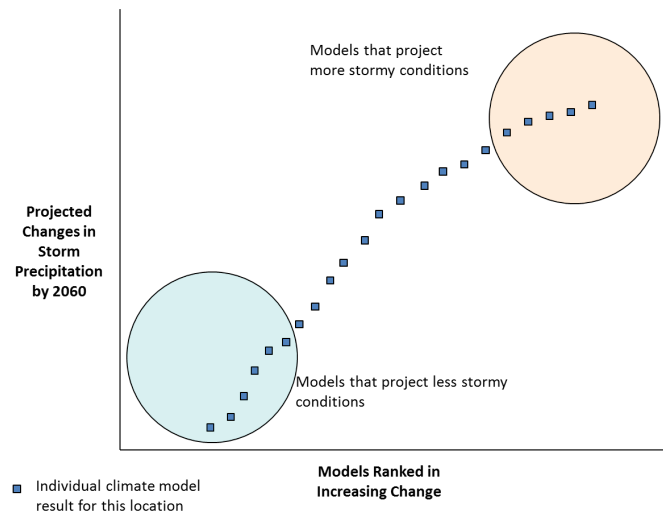 Models that project
more stormy conditions
Projected
Changes in
Storm
Precipitation
by 2060
Models that project less stormy
conditions
Models Ranked in
Increasing Change
Individual climate model
result for this location